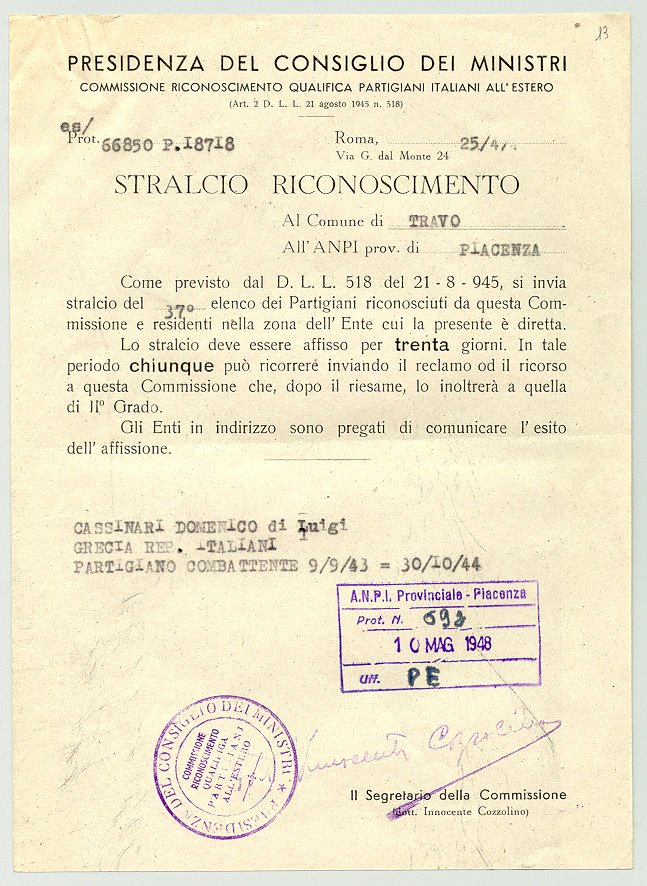 13
PRESIDENZA DEL CONSIGLIO DEI MINISTRI
COMMISSIONE RICONOSCIMENTO QUALIFICA PARTIGIANI ITALIANI ALL'ESTERO
(Art. 2 D. L. L. 21 agosto 1945 n. 518)
es/
Prot. 66850 P.18718
Roma, 25/4/
Via G. dal Monte 24
STRALCIO RICONOSCIMENTO
Al Comune di TRAVO
All'ANPI prov. di PIACENZA
Come previsto dal D. L. L. 518 del 21 - 8 - 945, si invia
stralcio del 37° elenco dei Partigiani riconosciuti da questa Com-
missione e residenti nella zona dell'Ente cui la presente è diretta.
Lo stralcio deve essere affisso per trenta giorni. In tale
periodo chiunque può ricorrere inviando il reclamo od il ricorso
a questa Commissione che, dopo il riesame, lo inoltrerà a quella
di II° Grado.
Gli Enti in indirizzo sono pregati di comunicare l'esito
dell'affissione.
CASSINARI DOMENICO di Luigi
GRECIA REP. ITALIANI
PARTIGIANO COMBATTENTE 9/9/43 = 30/10/44
A.N.P.I. Provinciale - Piacenza
Prot. N. 692
10 MAG 1948
Uff. PE
PRESIDENZA DEL CONSIGLIO DEI MINISTRI
COMMISSIONE
RICONOSCIMENTO
QUALIFICA
PARTIGIANI
ALL'ESTERO
Innocente Cozzolino
Il Segretario della Commissione
(Dott. Innocente Cozzolino)